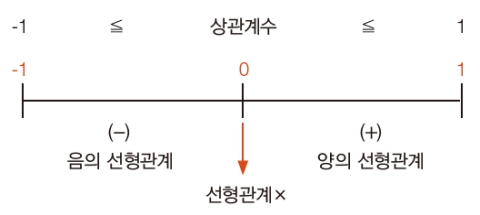 -1 ≦ 상관계수 ≦ 1
-1 0 1
(−) (+)
음의 선형관계 양의 선형관계
선형관계×